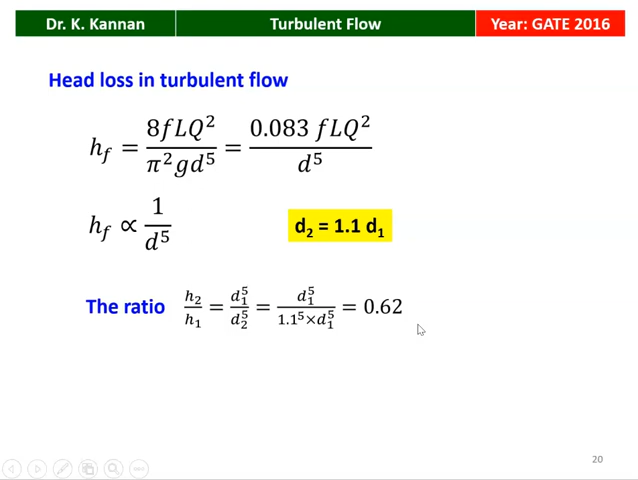 Dr. K. Kannan Turbulent Flow Year: GATE 2016
Head loss in turbulent flow
h_f = 8fLQ²/π²gd⁵ = 0.083 fLQ²/d⁵
h_f ∝ 1/d⁵ d₂ = 1.1 d₁
The ratio h₂/h₁ = d₁⁵/d₂⁵ = d₁⁵/1.1⁵×d₁⁵ = 0.62
20